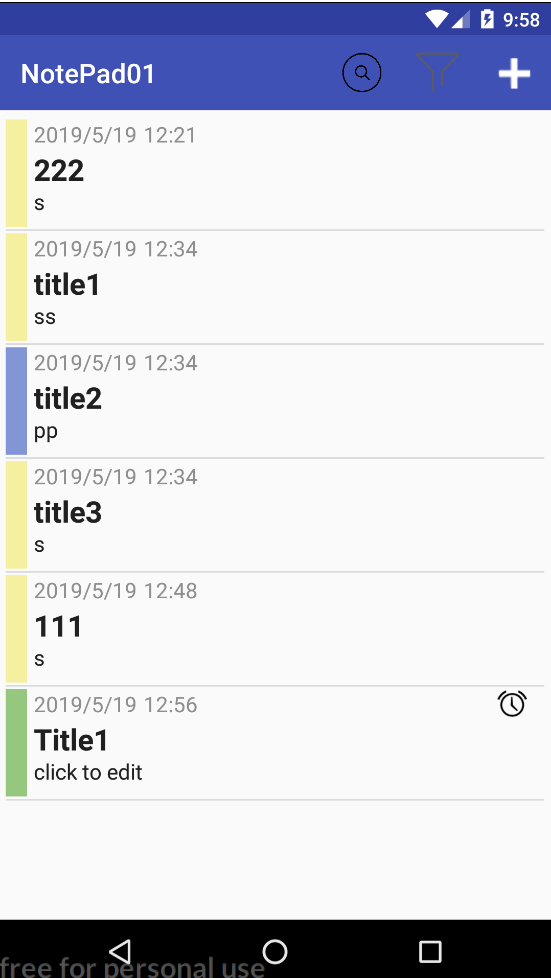 9:58
NotePad01
2019/5/19 12:21
222
s
2019/5/19 12:34
title1
ss
2019/5/19 12:34
title2
pp
2019/5/19 12:34
title3
s
2019/5/19 12:48
111
s
2019/5/19 12:56
Title1
click to edit
free for personal use